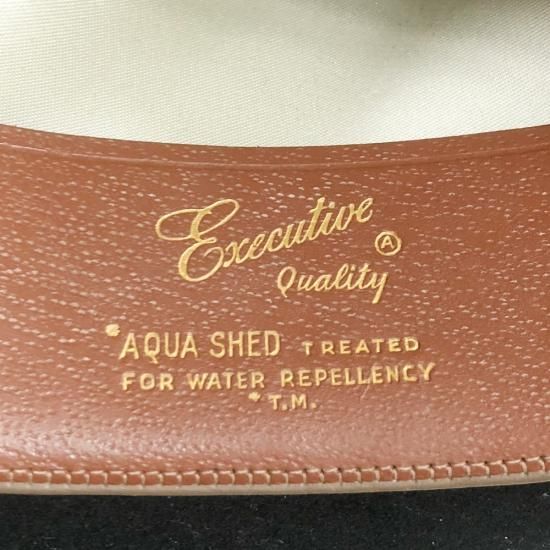 Executive
Ⓐ
Quality
*AQUA SHED TREATED
FOR WATER REPELLENCY
*T.M.